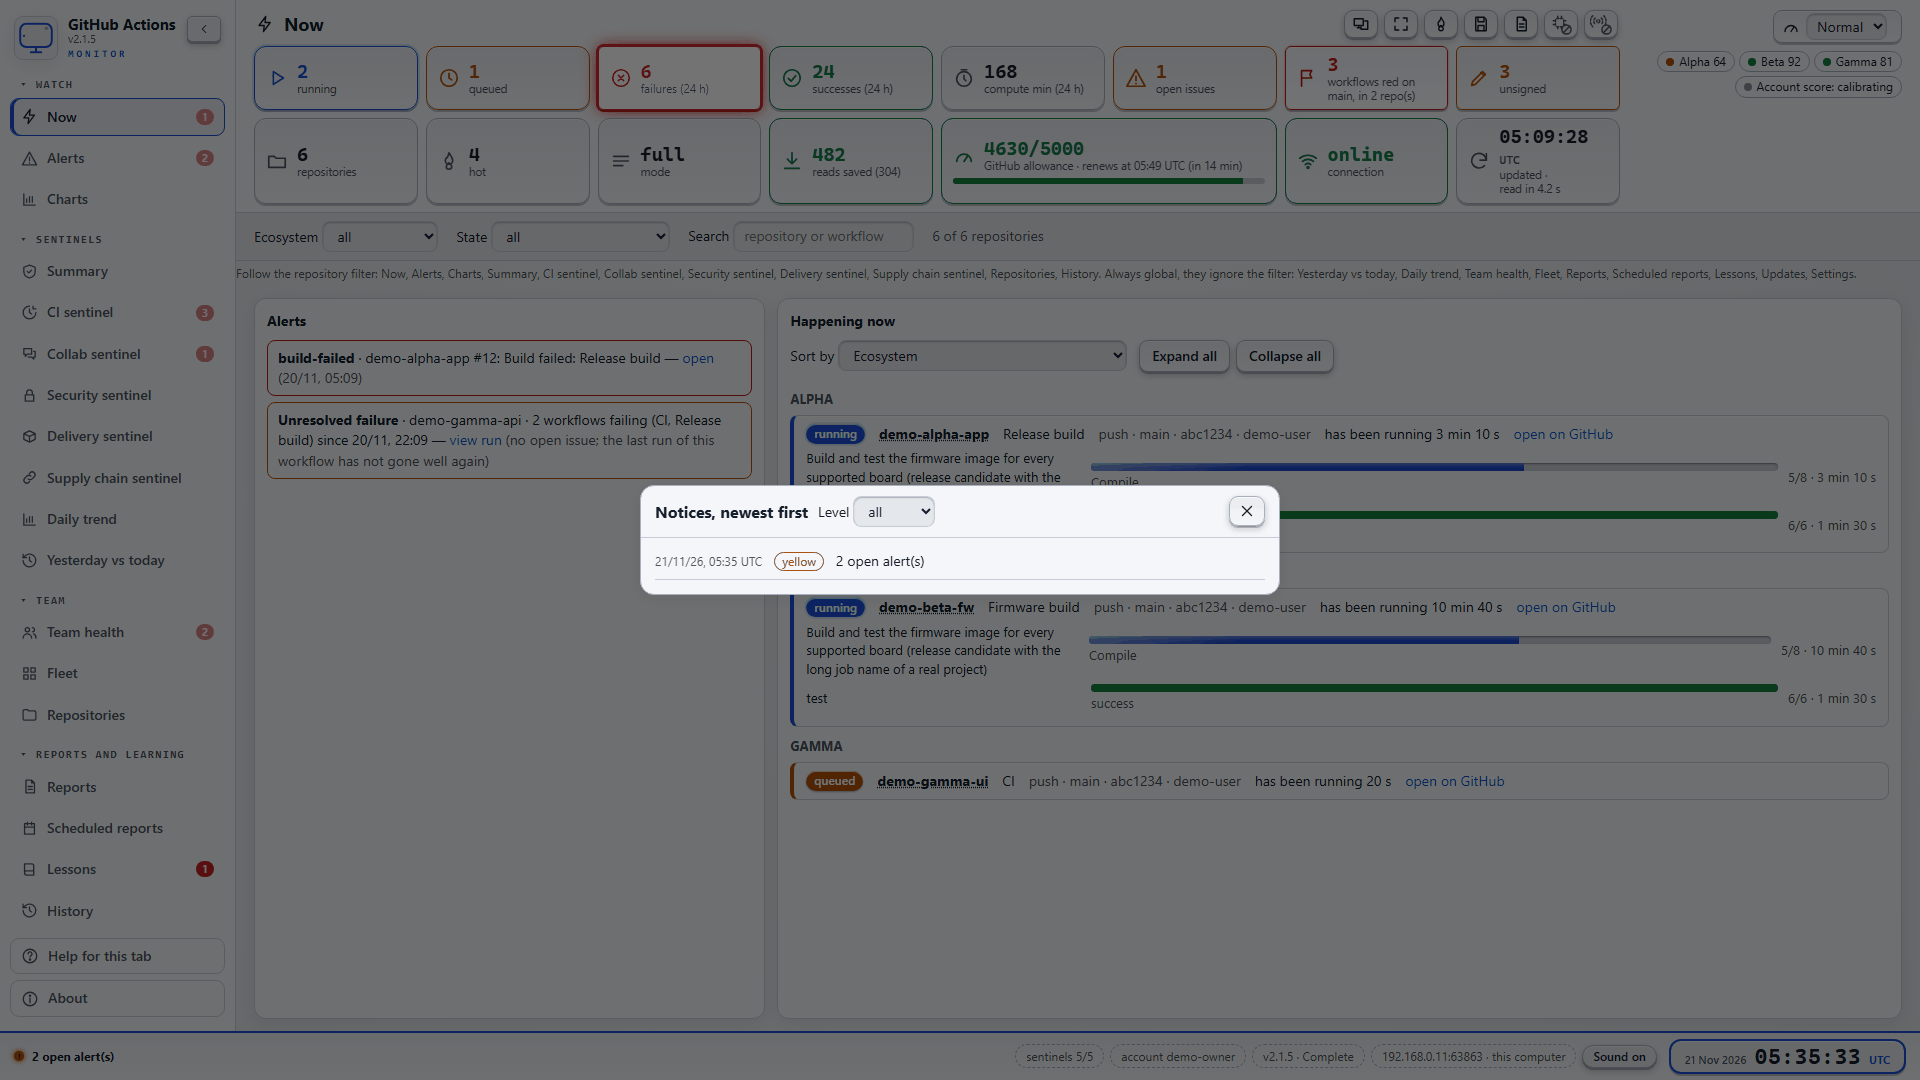 GitHub Actions
v2.1.5
MONITOR
WATCH
Now 1
Alerts 2
Charts
SENTINELS
Summary
CI sentinel 3
Collab sentinel 1
Security sentinel
Delivery sentinel
Supply chain sentinel
Daily trend
Yesterday vs today
TEAM
Team health 2
Fleet
Repositories
REPORTS AND LEARNING
Reports
Scheduled reports
Lessons 1
History
Help for this tab
About
Now
Normal
Alpha 64 Beta 92 Gamma 81
Account score: calibrating
2
running
1
queued
6
failures (24 h)
24
successes (24 h)
168
compute min (24 h)
1
open issues
3
workflows red on
main, in 2 repo(s)
3
unsigned
6
repositories
4
hot
full
mode
482
reads saved (304)
4630/5000
GitHub allowance · renews at 05:49 UTC (in 14 min)
online
connection
05:09:28
UTC
updated ·
read in 4.2 s
Ecosystem all State all Search repository or workflow 6 of 6 repositories
Follow the repository filter: Now, Alerts, Charts, Summary, CI sentinel, Collab sentinel, Security sentinel, Delivery sentinel, Supply chain sentinel, Repositories, History. Always global, they ignore the filter: Yesterday vs today, Daily trend, Team health, Fleet, Reports, Scheduled reports, Lessons, Updates, Settings.
Alerts
build-failed · demo-alpha-app #12: Build failed: Release build — open
(20/11, 05:09)
Unresolved failure · demo-gamma-api · 2 workflows failing (CI, Release
build) since 20/11, 22:09 — view run (no open issue; the last run of this
workflow has not gone well again)
Happening now
Sort by Ecosystem Expand all Collapse all
ALPHA
running demo-alpha-app Release build push · main · abc1234 · demo-user has been running 3 min 10 s open on GitHub
Build and test the firmware image for every
supported board (release candidate with the
Compile
5/8 · 3 min 10 s
6/6 · 1 min 30 s
Notices, newest first Level all
21/11/26, 05:35 UTC yellow 2 open alert(s)
running demo-beta-fw Firmware build push · main · abc1234 · demo-user has been running 10 min 40 s open on GitHub
Build and test the firmware image for every
supported board (release candidate with the
long job name of a real project)
Compile
5/8 · 10 min 40 s
test
success
6/6 · 1 min 30 s
GAMMA
queued demo-gamma-ui CI push · main · abc1234 · demo-user has been running 20 s open on GitHub
2 open alert(s)
sentinels 5/5 account demo-owner v2.1.5 · Complete 192.168.0.11:63863 · this computer Sound on 21 Nov 2026 05:35:33 UTC